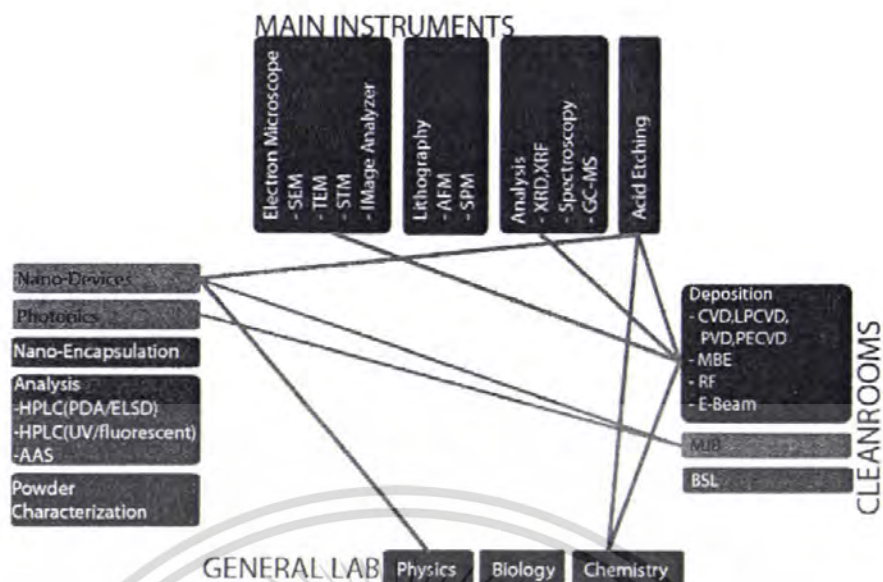 MAIN INSTRUMENTS
Electron Microscope
- SEM
- TEM
- STM
- IMage Analyzer
Lithography
- AFM
- SPM
Analysis
- XRD,XRF
- Spectroscopy
- GC-MS
Acid Etching
Nano-Devices
Photonics
Nano-Encapsulation
Analysis
-HPLC(PDA/ELSD)
-HPLC(UV/fluorescent)
-AAS
Powder
Characterization
Deposition
- CVD,LPCVD,
PVD,PECVD
- MBE
- RF
- E-Beam
BSL
CLEANROOMS
GENERAL LAB
Physics
Biology
Chemistry